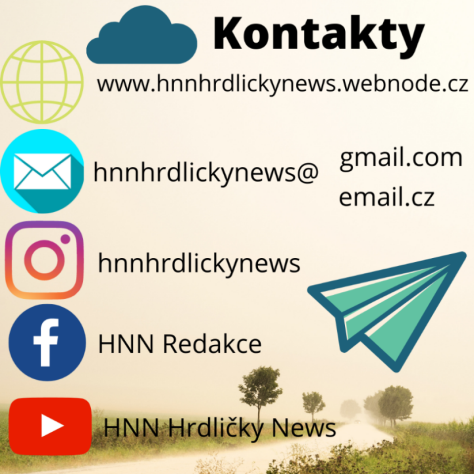 Kontakty
www.hnnhrdlickynews.webnode.cz
hnnhrdlickynews@
gmail.com
email.cz
hnnhrdlickynews
HNN Redakce
HNN Hrdličky News